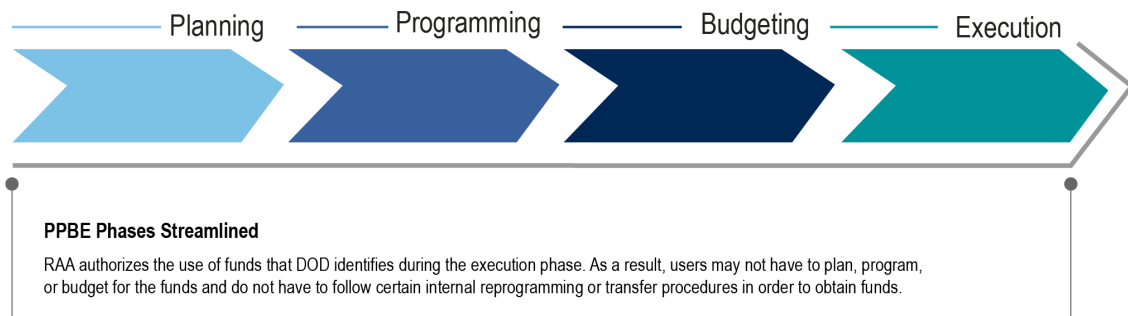 Planning
Programming
Budgeting
Execution
PPBE Phases Streamlined
RAA authorizes the use of funds that DOD identifies during the execution phase. As a result, users may not have to plan, program,
or budget for the funds and do not have to follow certain internal reprogramming or transfer procedures in order to obtain funds.